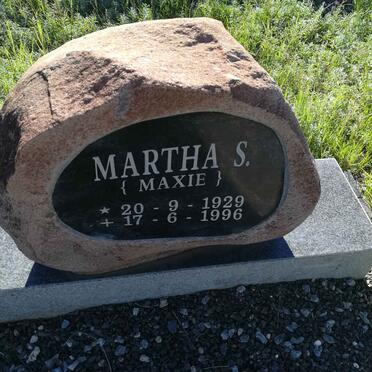 MARTHA S.
{ MAXIE }
★ 20 - 9 - 1929
+ 17 - 6 - 1996